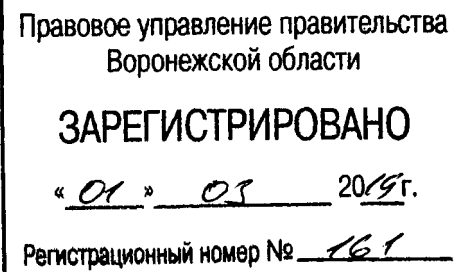 Правовое управление правительства
Воронежской области
ЗАРЕГИСТРИРОВАНО
« 01 » 03 2019 г.
Регистрационный номер № 161